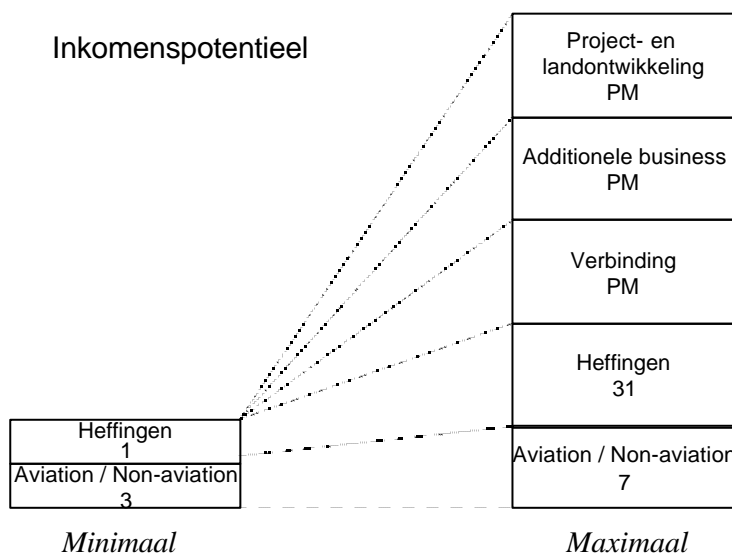 Inkomenspotentieel
Project- en
landontwikkeling
PM
Additionele business
PM
Verbinding
PM
Heffingen
31
Aviation / Non-aviation
7
Heffingen
1
Aviation / Non-aviation
3
Minimaal
Maximaal